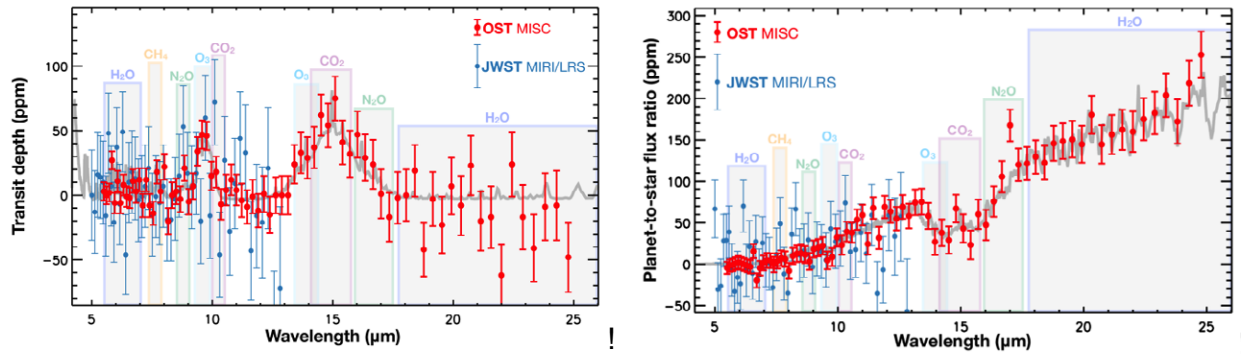 Transit depth (ppm)
100
50
0
−50
H₂O
CH₄
N₂O
O₃
CO₂
O₃
CO₂
N₂O
H₂O
OST MISC
JWST MIRI/LRS
5
10
15
20
25
Wavelength (µm)
!
Planet-to-star flux ratio (ppm)
300
250
200
150
100
50
0
−50
H₂O
CH₄
N₂O
O₃
CO₂
O₃
CO₂
N₂O
H₂O
OST MISC
JWST MIRI/LRS
5
10
15
20
25
Wavelength (µm)